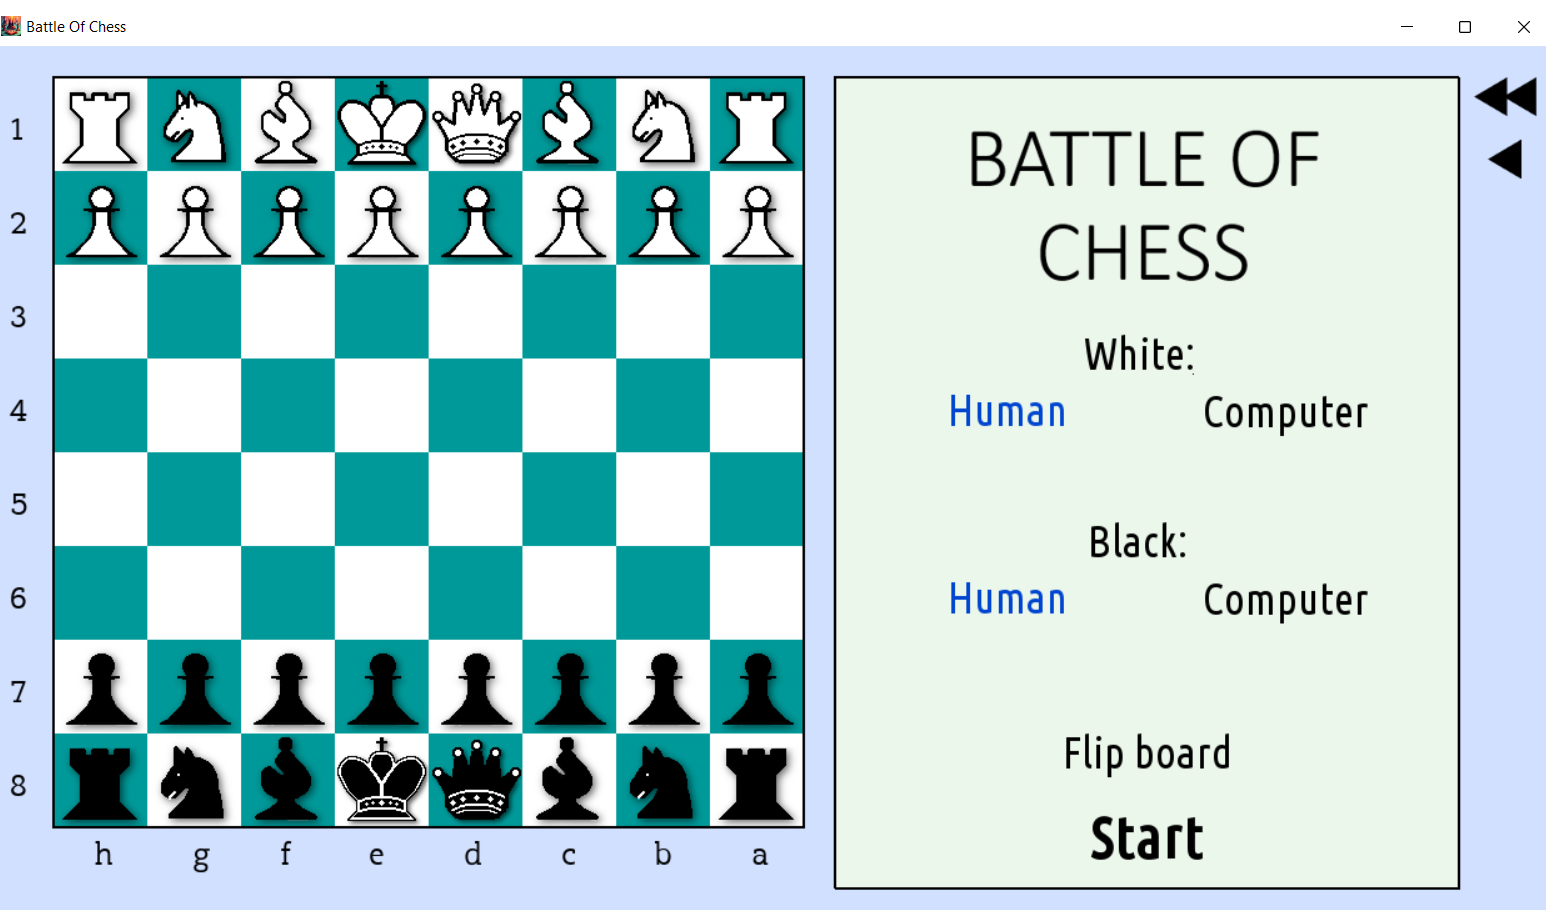 Battle Of Chess
1
2
3
4
5
6
7
8
h g f e d c b a
BATTLE OF
CHESS
White:
Human Computer
Black:
Human Computer
Flip board
Start